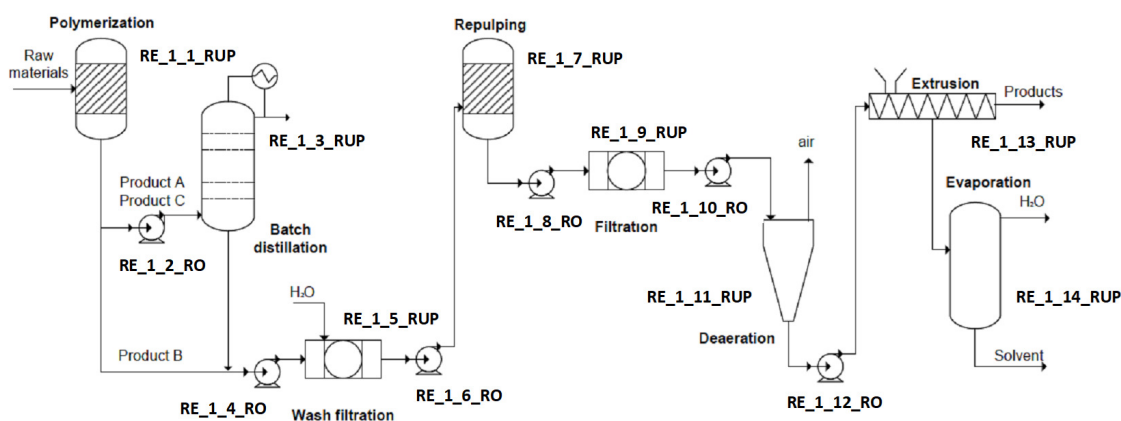 Polymerization
Raw
materials
RE_1_1_RUP
RE_1_3_RUP
Product A
Product C
RE_1_2_RO
Batch
distillation
Product B
RE_1_4_RO
H₂O
RE_1_5_RUP
Wash filtration
RE_1_6_RO
Repulping
RE_1_7_RUP
RE_1_8_RO
RE_1_9_RUP
Filtration
RE_1_10_RO
air
RE_1_11_RUP
Deaeration
RE_1_12_RO
Extrusion
Products
RE_1_13_RUP
Evaporation
H₂O
RE_1_14_RUP
Solvent